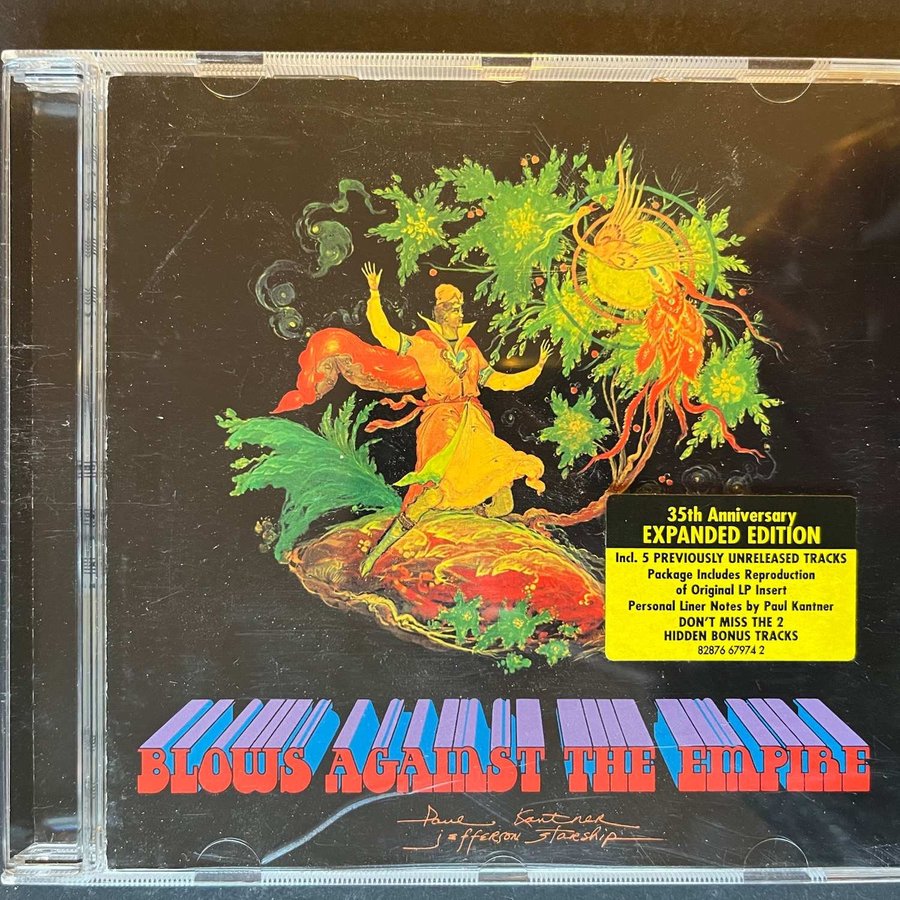 35th Anniversary
EXPANDED EDITION
Incl. 5 PREVIOUSLY UNRELEASED TRACKS
Package Includes Reproduction
of Original LP Insert
Personal Liner Notes by Paul Kantner
DON'T MISS THE 2
HIDDEN BONUS TRACKS
82876 67974 2
BLOWS AGAINST THE EMPIRE
Paul Kantner
jefferson starship